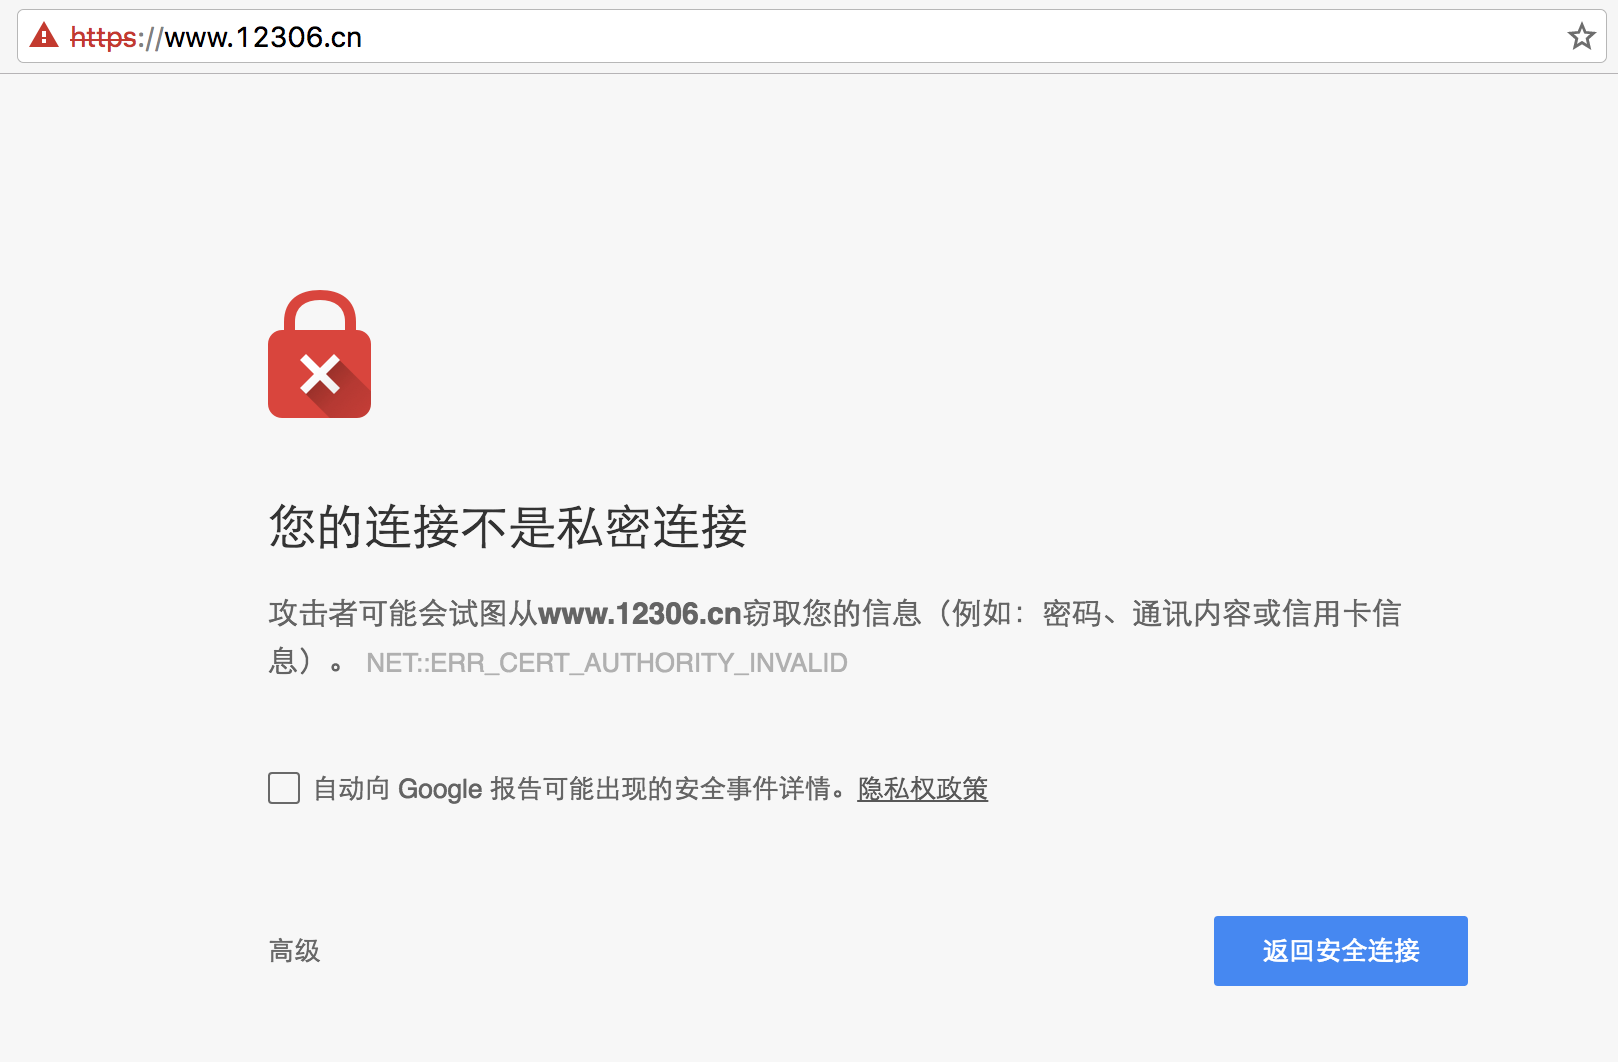 https://www.12306.cn
您的连接不是私密连接
攻击者可能会试图从www.12306.cn窃取您的信息（例如：密码、通讯内容或信用卡信
息）。 NET::ERR_CERT_AUTHORITY_INVALID
自动向 Google 报告可能出现的安全事件详情。隐私权政策
高级
返回安全连接